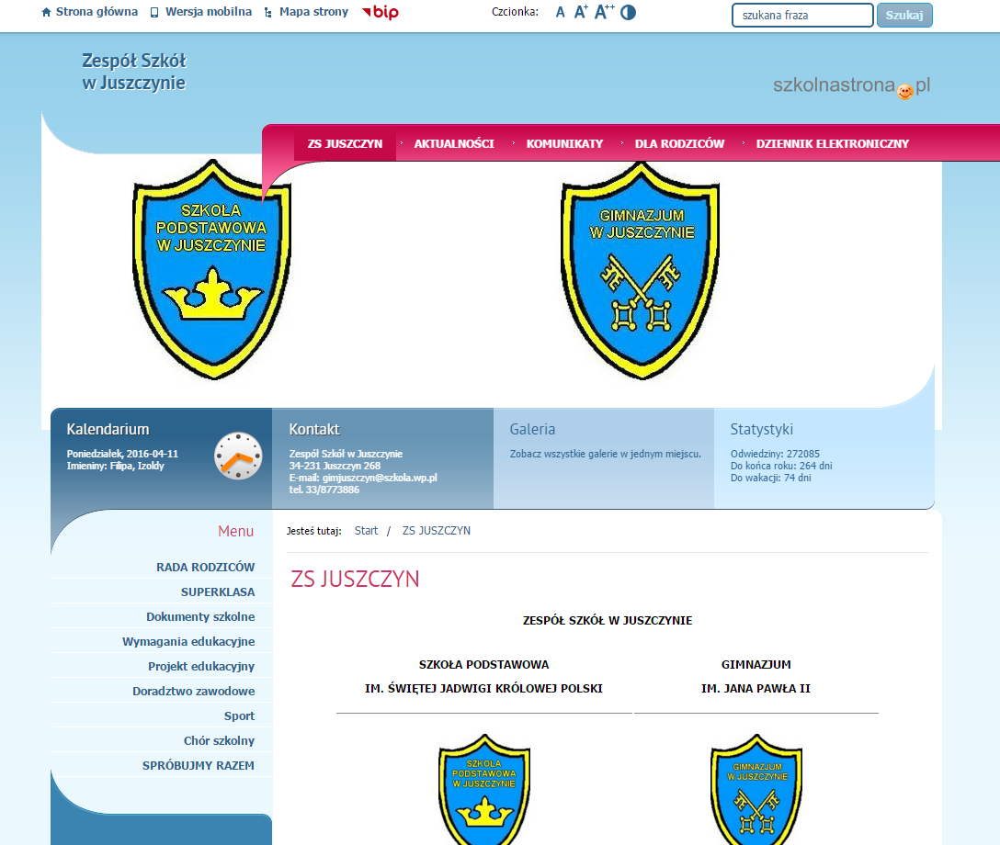 Strona główna Wersja mobilna Mapa strony bip Czcionka: A A+ A++ szukana fraza Szukaj
Zespół Szkół
w Juszczynie
szkolnastrona.pl
ZS JUSZCZYN AKTUALNOŚCI KOMUNIKATY DLA RODZICÓW DZIENNIK ELEKTRONICZNY
SZKOŁA
PODSTAWOWA
W JUSZCZYNIE
GIMNAZJUM
W JUSZCZYNIE
Kalendarium
Poniedziałek, 2016-04-11
Imieniny: Filipa, Izoldy
Kontakt
Zespół Szkół w Juszczynie
34-231 Juszczyn 268
E-mail: gimjuszczyn@szkola.wp.pl
tel. 33/8773886
Galeria
Zobacz wszystkie galerie w jednym miejscu.
Statystyki
Odwiedziny: 272085
Do końca roku: 264 dni
Do wakacji: 74 dni
Menu
RADA RODZICÓW
SUPERKLASA
Dokumenty szkolne
Wymagania edukacyjne
Projekt edukacyjny
Doradztwo zawodowe
Sport
Chór szkolny
SPRÓBUJMY RAZEM
Jesteś tutaj: Start / ZS JUSZCZYN
ZS JUSZCZYN
ZESPÓŁ SZKÓŁ W JUSZCZYNIE
SZKOŁA PODSTAWOWA
IM. ŚWIĘTEJ JADWIGI KRÓLOWEJ POLSKI
GIMNAZJUM
IM. JANA PAWŁA II
SZKOŁA
PODSTAWOWA
W JUSZCZYNIE
GIMNAZJUM
W JUSZCZYNIE